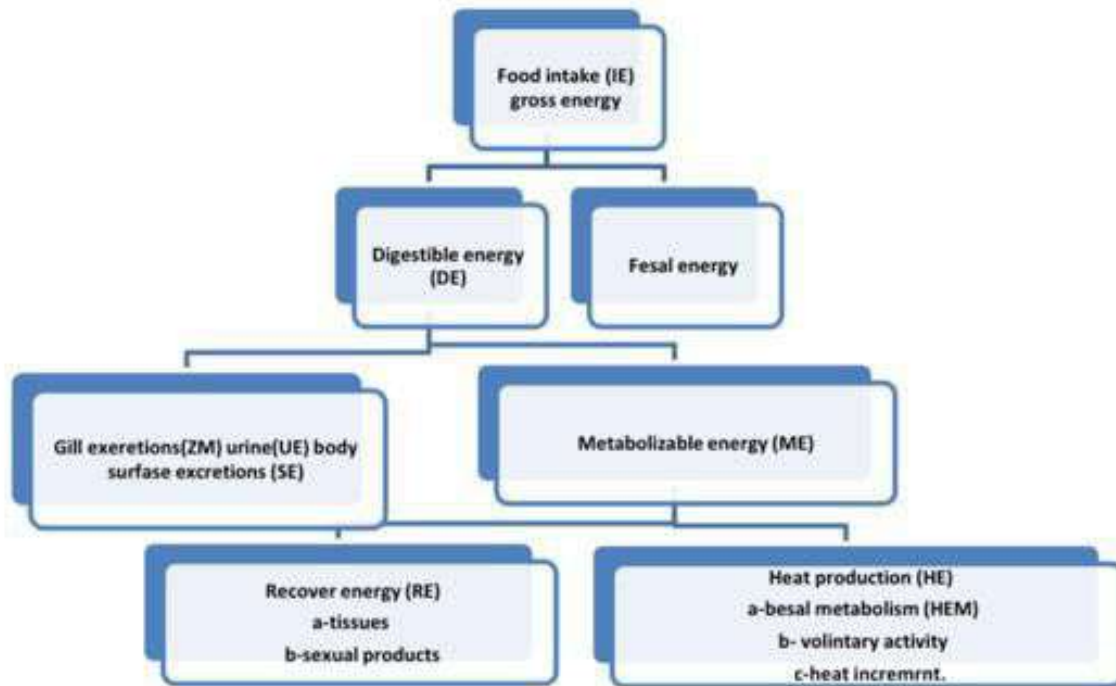 Food intake (IE)
gross energy
Digestible energy
(DE)
Fesal energy
Gill exeretions(ZM) urine(UE) body
surfase excretions (SE)
Metabolizable energy (ME)
Recover energy (RE)
a-tissues
b-sexual products
Heat production (HE)
a-besal metabolism (HEM)
b- volintary activity
c-heat incremrnt.